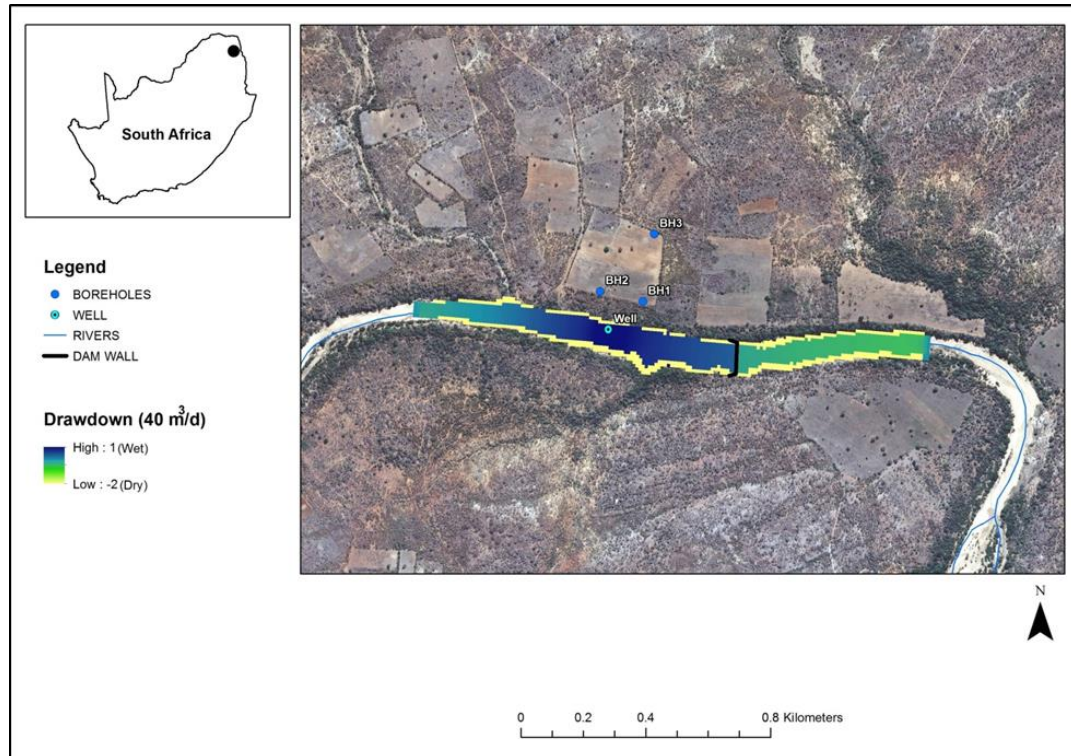 South Africa
Legend
BOREHOLES
WELL
RIVERS
DAM WALL
Drawdown (40 m³/d)
High : 1 (Wet)
Low : -2 (Dry)
BH3
BH2
BH1
Well
N
0 0.2 0.4 0.8 Kilometers